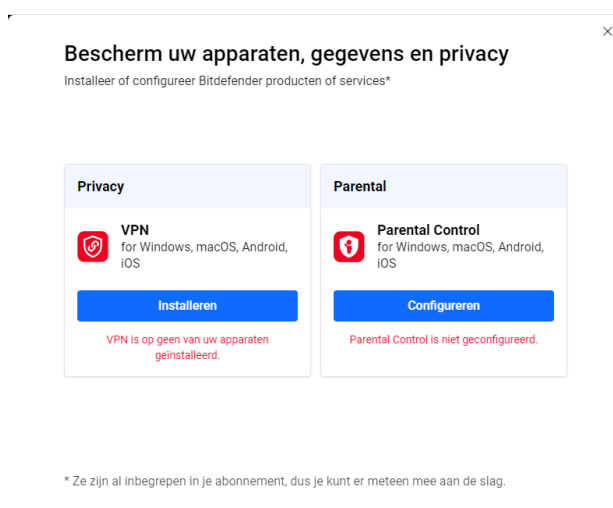 Bescherm uw apparaten, gegevens en privacy
Installeer of configureer Bitdefender producten of services*
Privacy
VPN
for Windows, macOS, Android,
iOS
Installeren
VPN is op geen van uw apparaten
geïnstalleerd.
Parental
Parental Control
for Windows, macOS, Android,
iOS
Configureren
Parental Control is niet geconfigureerd.
* Ze zijn al inbegrepen in je abonnement, dus je kunt er meteen mee aan de slag.